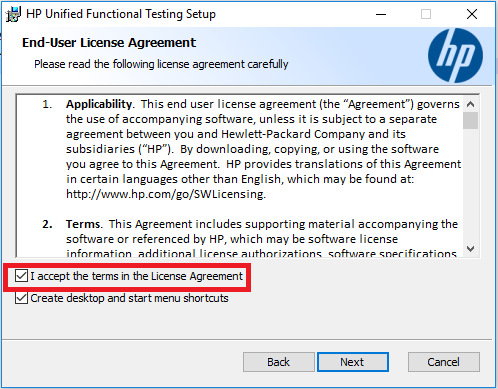 HP Unified Functional Testing Setup
End-User License Agreement
Please read the following license agreement carefully
hp
1. Applicability. This end user license agreement (the “Agreement”) governs
the use of accompanying software, unless it is subject to a separate
agreement between you and Hewlett-Packard Company and its
subsidiaries (“HP”). By downloading, copying, or using the software
you agree to this Agreement. HP provides translations of this Agreement
in certain languages other than English, which may be found at:
http://www.hp.com/go/SWLicensing.
2. Terms. This Agreement includes supporting material accompanying the
software or referenced by HP, which may be software license
information, additional license authorizations, software specifications,
I accept the terms in the License Agreement
Create desktop and start menu shortcuts
Back
Next
Cancel